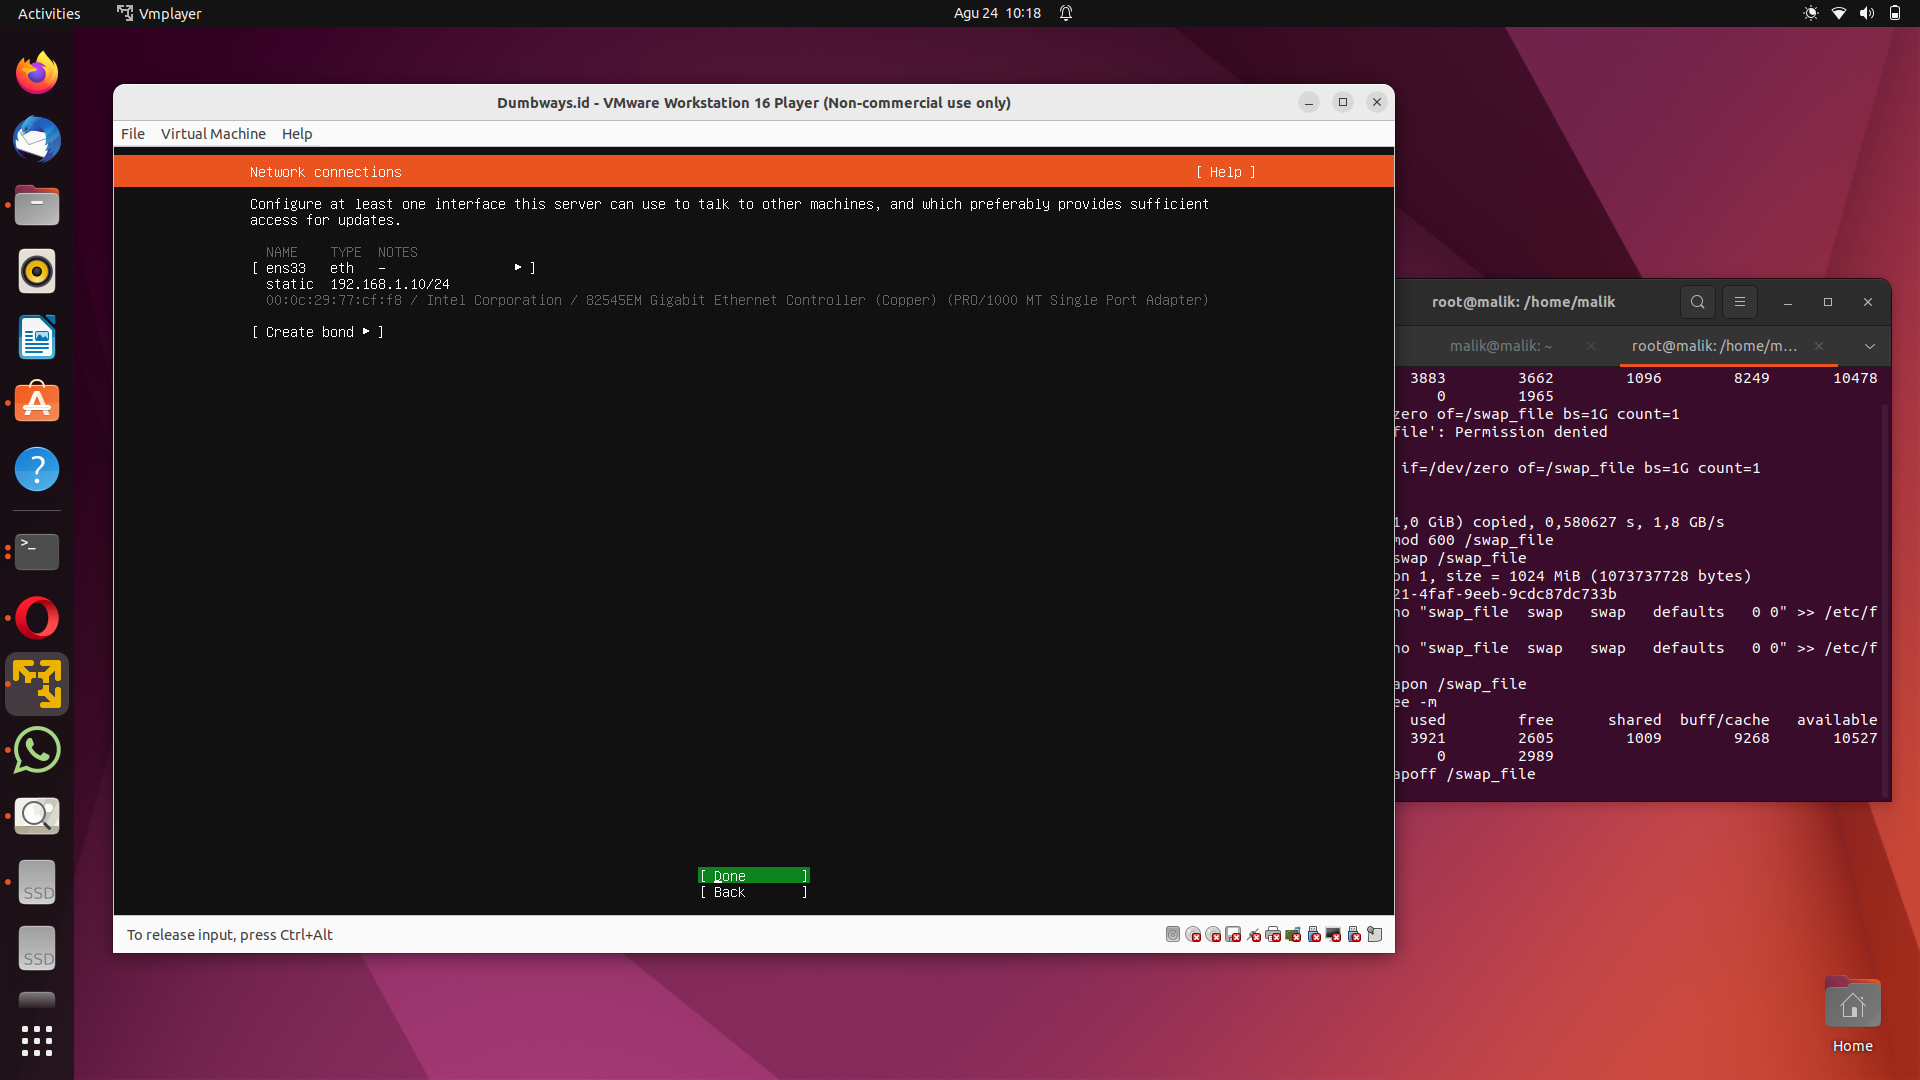 Activities
Vmplayer
Agu 24 10:18
Dumbways.id - VMware Workstation 16 Player (Non-commercial use only)
File Virtual Machine Help
Network connections [ Help ]
Configure at least one interface this server can use to talk to other machines, and which preferably provides sufficient
access for updates.
NAME TYPE NOTES
[ ens33 eth - ▸ ]
static 192.168.1.10/24
00:0c:29:77:cf:f8 / Intel Corporation / 82545EM Gigabit Ethernet Controller (Copper) (PRO/1000 MT Single Port Adapter)
[ Create bond ▸ ]
[ Done ]
[ Back ]
To release input, press Ctrl+Alt
root@malik: /home/malik
malik@malik: ~
root@malik: /home/m...
3883 3662 1096 8249 10478
0 1965
zero of=/swap_file bs=1G count=1
file': Permission denied
if=/dev/zero of=/swap_file bs=1G count=1
1,0 GiB) copied, 0,580627 s, 1,8 GB/s
mod 600 /swap_file
swap /swap_file
on 1, size = 1024 MiB (1073737728 bytes)
21-4faf-9eeb-9cdc87dc733b
ho "swap_file swap swap defaults 0 0" >> /etc/f
ho "swap_file swap swap defaults 0 0" >> /etc/f
apon /swap_file
ee -m
used free shared buff/cache available
3921 2605 1009 9268 10527
0 2989
apoff /swap_file
SSD
SSD
Home